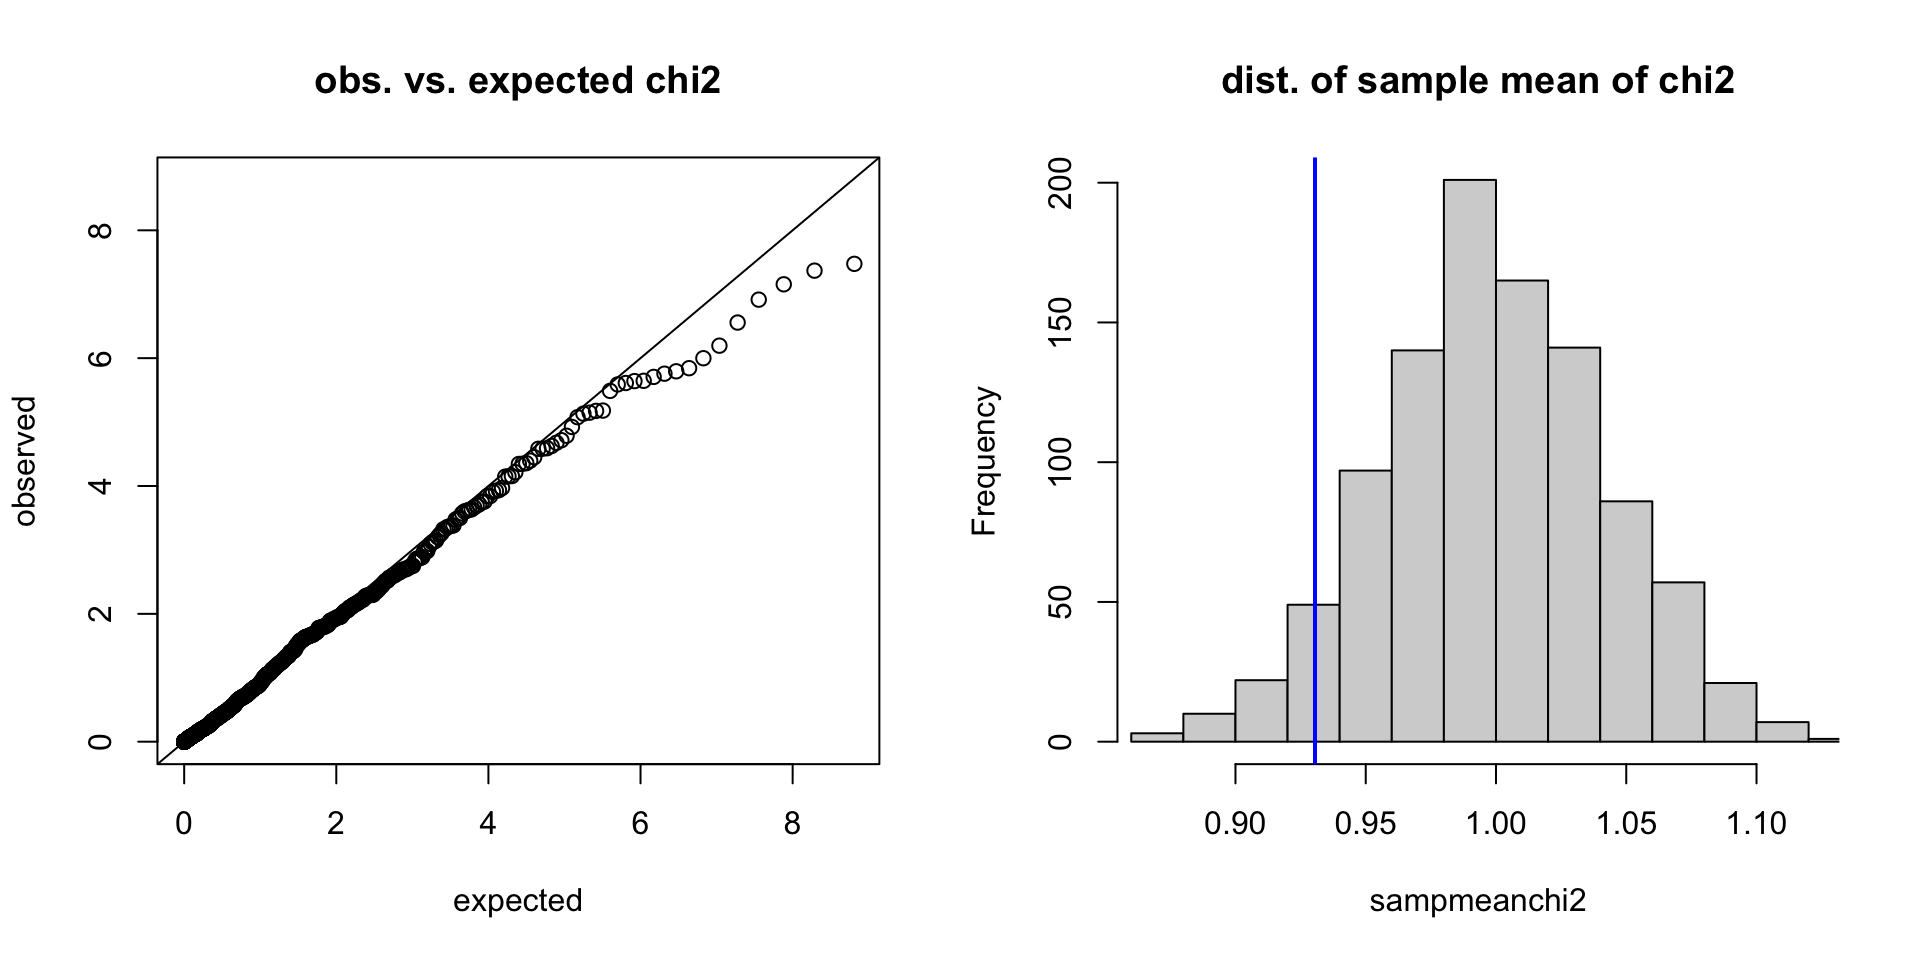 obs. vs. expected chi2
observed
0
2
4
6
8
0 2 4 6 8
expected
dist. of sample mean of chi2
Frequency
0
50
100
150
200
0.90 0.95 1.00 1.05 1.10
sampmeanchi2